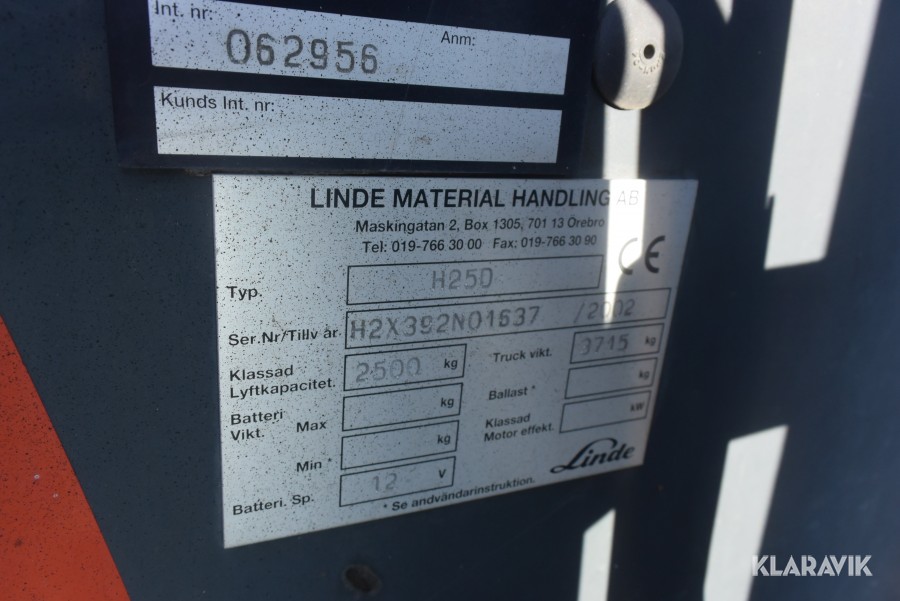 Int. nr: 062956 Anm:
Kunds Int. nr:
LINDE MATERIAL HANDLING AB
Maskingatan 2, Box 1305, 701 13 Örebro
Tel: 019-766 30 00 Fax: 019-766 30 90
CE
Typ. H25D
Ser.Nr/Tillv år. H2X392N01637 /2002
Klassad Lyftkapacitet. 2500 kg
Truck vikt. 3715 kg
Batteri Vikt. Max kg
Ballast * kg
Min * kg
Klassad Motor effekt. kW
Batteri. Sp. 12 V
Linde
* Se andvändarinstruktion.
KLARAVIK